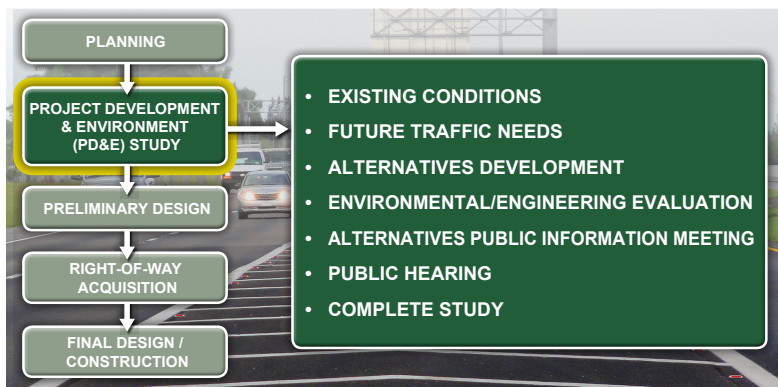 PLANNING
PROJECT DEVELOPMENT
& ENVIRONMENT
(PD&E) STUDY
PRELIMINARY DESIGN
RIGHT-OF-WAY
ACQUISITION
FINAL DESIGN /
CONSTRUCTION
• EXISTING CONDITIONS
• FUTURE TRAFFIC NEEDS
• ALTERNATIVES DEVELOPMENT
• ENVIRONMENTAL/ENGINEERING EVALUATION
• ALTERNATIVES PUBLIC INFORMATION MEETING
• PUBLIC HEARING
• COMPLETE STUDY